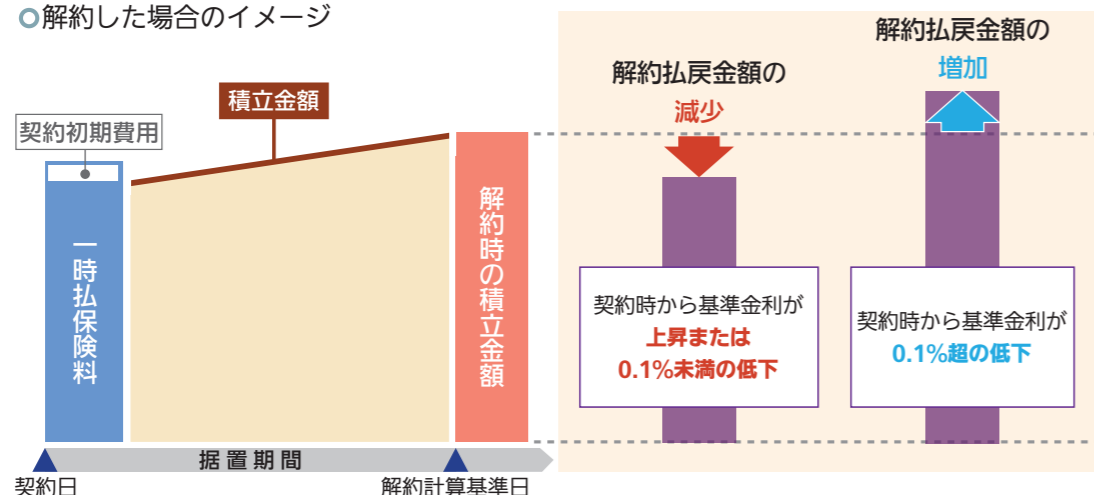 解約した場合のイメージ
契約初期費用
積立金額
一時払保険料
解約時の積立金額
据置期間
契約日
解約計算基準日
解約払戻金額の
減少
契約時から基準金利が
上昇または
0.1%未満の低下
解約払戻金額の
増加
契約時から基準金利が
0.1%超の低下